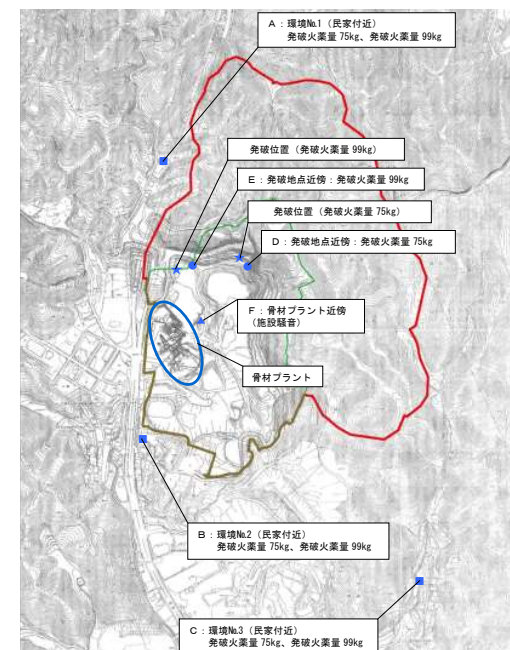 A：環境№1（民家付近）
発破火薬量 75kg、発破火薬量 99kg
発破位置（発破火薬量 99kg）
E：発破地点近傍：発破火薬量 99kg
発破位置（発破火薬量 75kg）
D：発破地点近傍：発破火薬量 75kg
F：骨材プラント近傍
（施設騒音）
骨材プラント
B：環境№2（民家付近）
発破火薬量 75kg、発破火薬量 99kg
C：環境№3（民家付近）
発破火薬量 75kg、発破火薬量 99kg